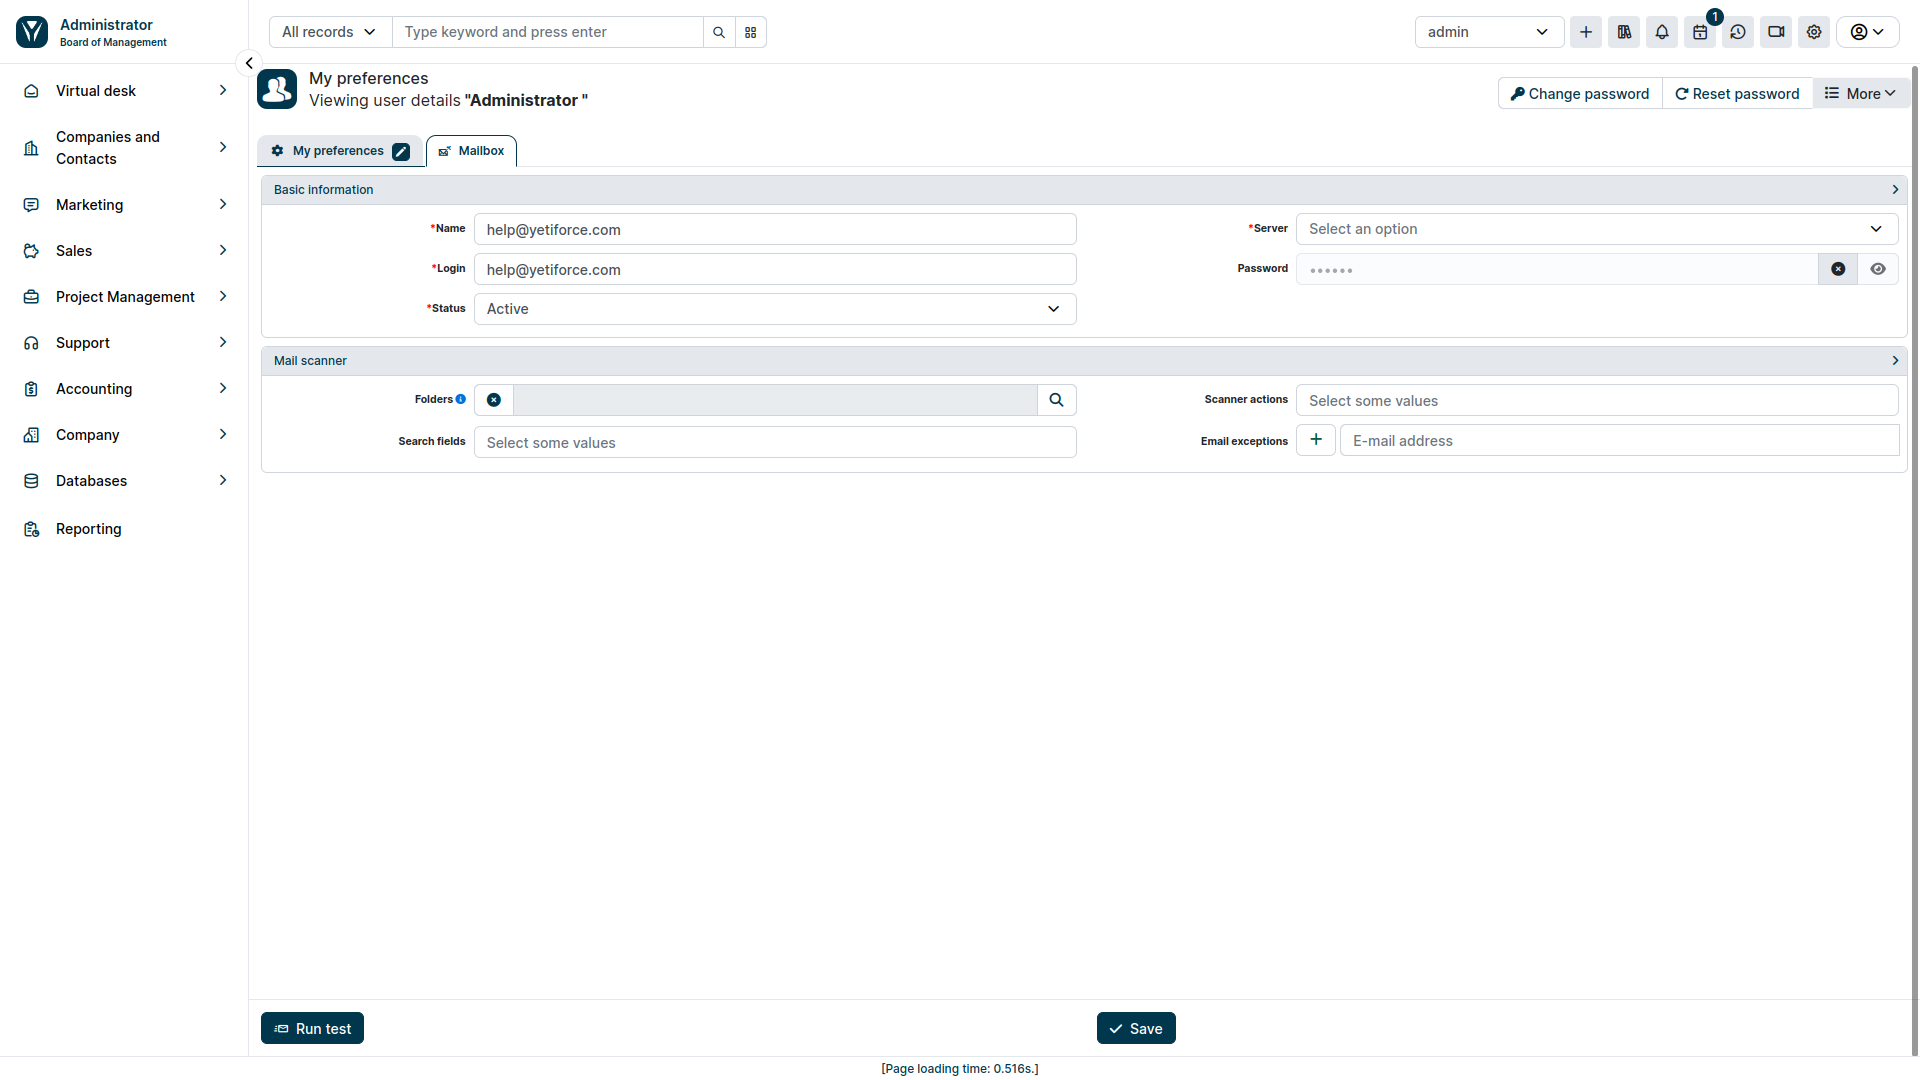 Administrator
Board of Management
All records
Type keyword and press enter
admin
1
Virtual desk
Companies and
Contacts
Marketing
Sales
Project Management
Support
Accounting
Company
Databases
Reporting
My preferences
Viewing user details "Administrator "
Change password
Reset password
More
My preferences
Mailbox
Basic information
*Name
help@yetiforce.com
*Server
Select an option
*Login
help@yetiforce.com
Password
••••••
*Status
Active
Mail scanner
Folders
Scanner actions
Select some values
Search fields
Select some values
Email exceptions
E-mail address
Run test
Save
[Page loading time: 0.516s.]